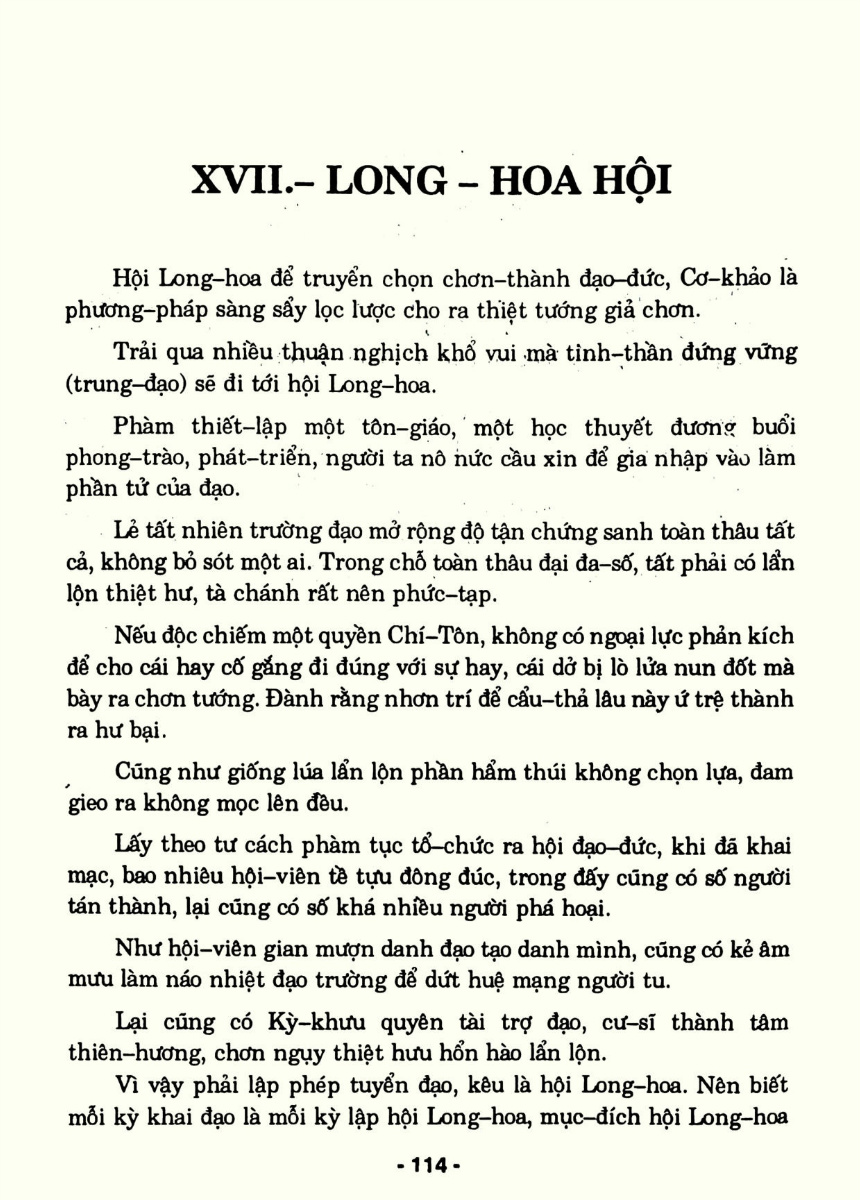 XVII.– LONG – HOA HỘI
Hội Long–hoa để truyển chọn chơn–thành đạo–đức, Cơ–khảo là
phương–pháp sàng sẩy lọc lược cho ra thiệt tướng giả chơn.
Trải qua nhiều thuận nghịch khổ vui mà tinh–thần đứng vững
(trung–đạo) sẽ đi tới hội Long–hoa.
Phàm thiết–lập một tôn–giáo, một học thuyết đương buổi
phong–trào, phát–triển, người ta nô nức cầu xin để gia nhập vào làm
phần tử của đạo.
Lẻ tất nhiên trường đạo mở rộng độ tận chứng sanh toàn thâu tất
cả, không bỏ sót một ai. Trong chỗ toàn thâu đại đa–số, tất phải có lẩn
lộn thiệt hư, tà chánh rất nên phức–tạp.
Nếu độc chiếm một quyền Chí–Tôn, không có ngoại lực phản kích
để cho cái hay cố gắng đi đúng với sự hay, cái dở bị lò lửa nun đốt mà
bày ra chơn tướng. Đành rằng nhơn trí để cẩu–thả lâu này ứ trệ thành
ra hư bại.
Cũng như giống lúa lẩn lộn phần hẩm thúi không chọn lựa, đam
gieo ra không mọc lên đều.
Lấy theo tư cách phàm tục tổ–chức ra hội đạo–đức, khi đã khai
mạc, bao nhiêu hội–viên tề tựu đông đúc, trong đấy cũng có số người
tán thành, lại cũng có số khá nhiều người phá hoại.
Như hội–viên gian mượn danh đạo tạo danh mình, cũng có kẻ âm
mưu làm náo nhiệt đạo trường để dứt huệ mạng người tu.
Lại cũng có Kỳ–khưu quyên tài trợ đạo, cư–sĩ thành tâm
thiên–hương, chơn ngụy thiệt hưu hổn hào lẩn lộn.
Vì vậy phải lập phép tuyển đạo, kêu là hội Long–hoa. Nên biết
mỗi kỳ khai đạo là mỗi kỳ lập hội Long–hoa, mục–đích hội Long–hoa
- 114 -